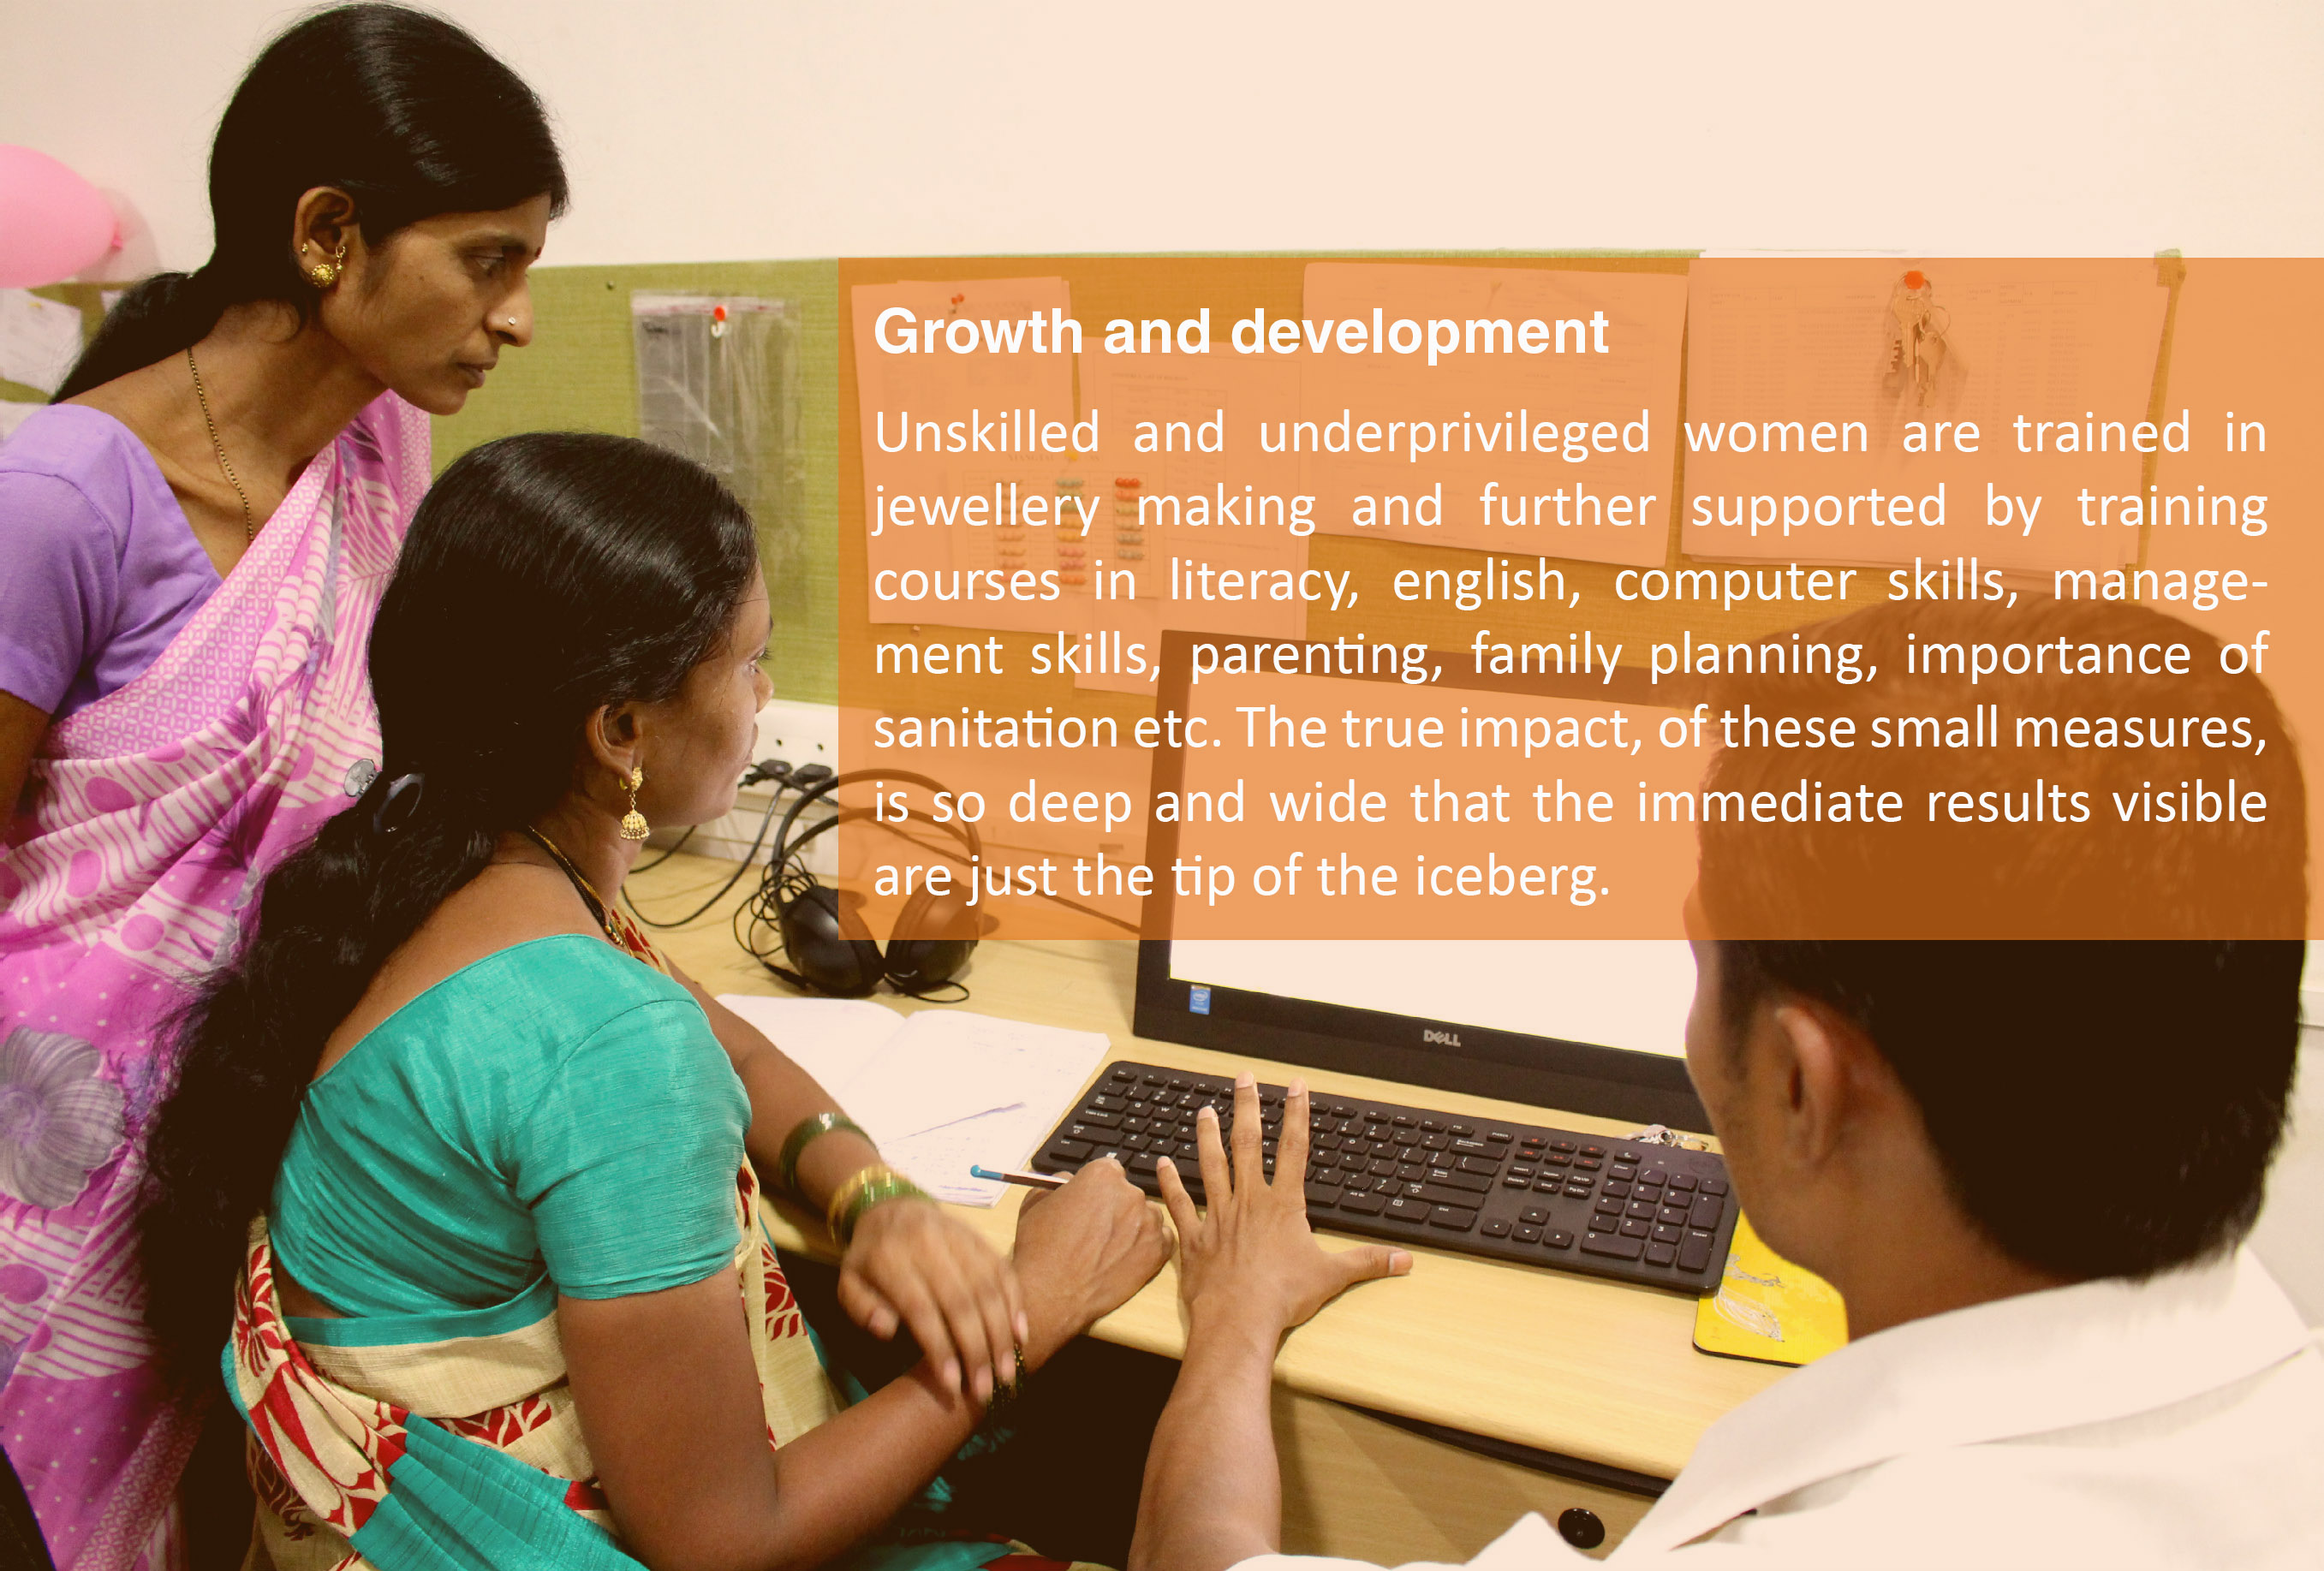 Growth and development
Unskilled and underprivileged women are trained in
jewellery making and further supported by training
courses in literacy, english, computer skills, manage-
ment skills, parenting, family planning, importance of
sanitation etc. The true impact, of these small measures,
is so deep and wide that the immediate results visible
are just the tip of the iceberg.
DELL